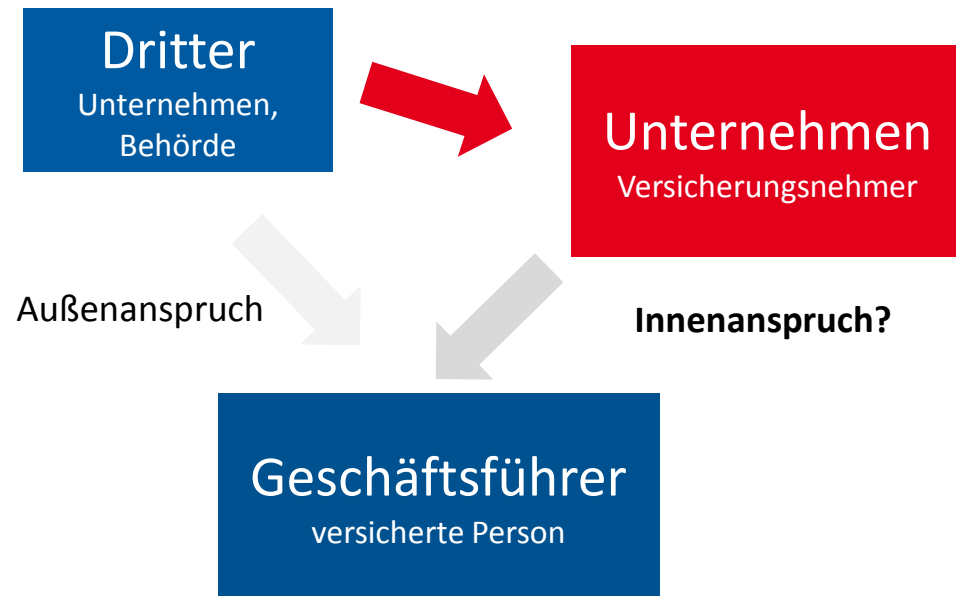 Dritter
Unternehmen,
Behörde
Unternehmen
Versicherungsnehmer
Außenanspruch
Innenanspruch?
Geschäftsführer
versicherte Person